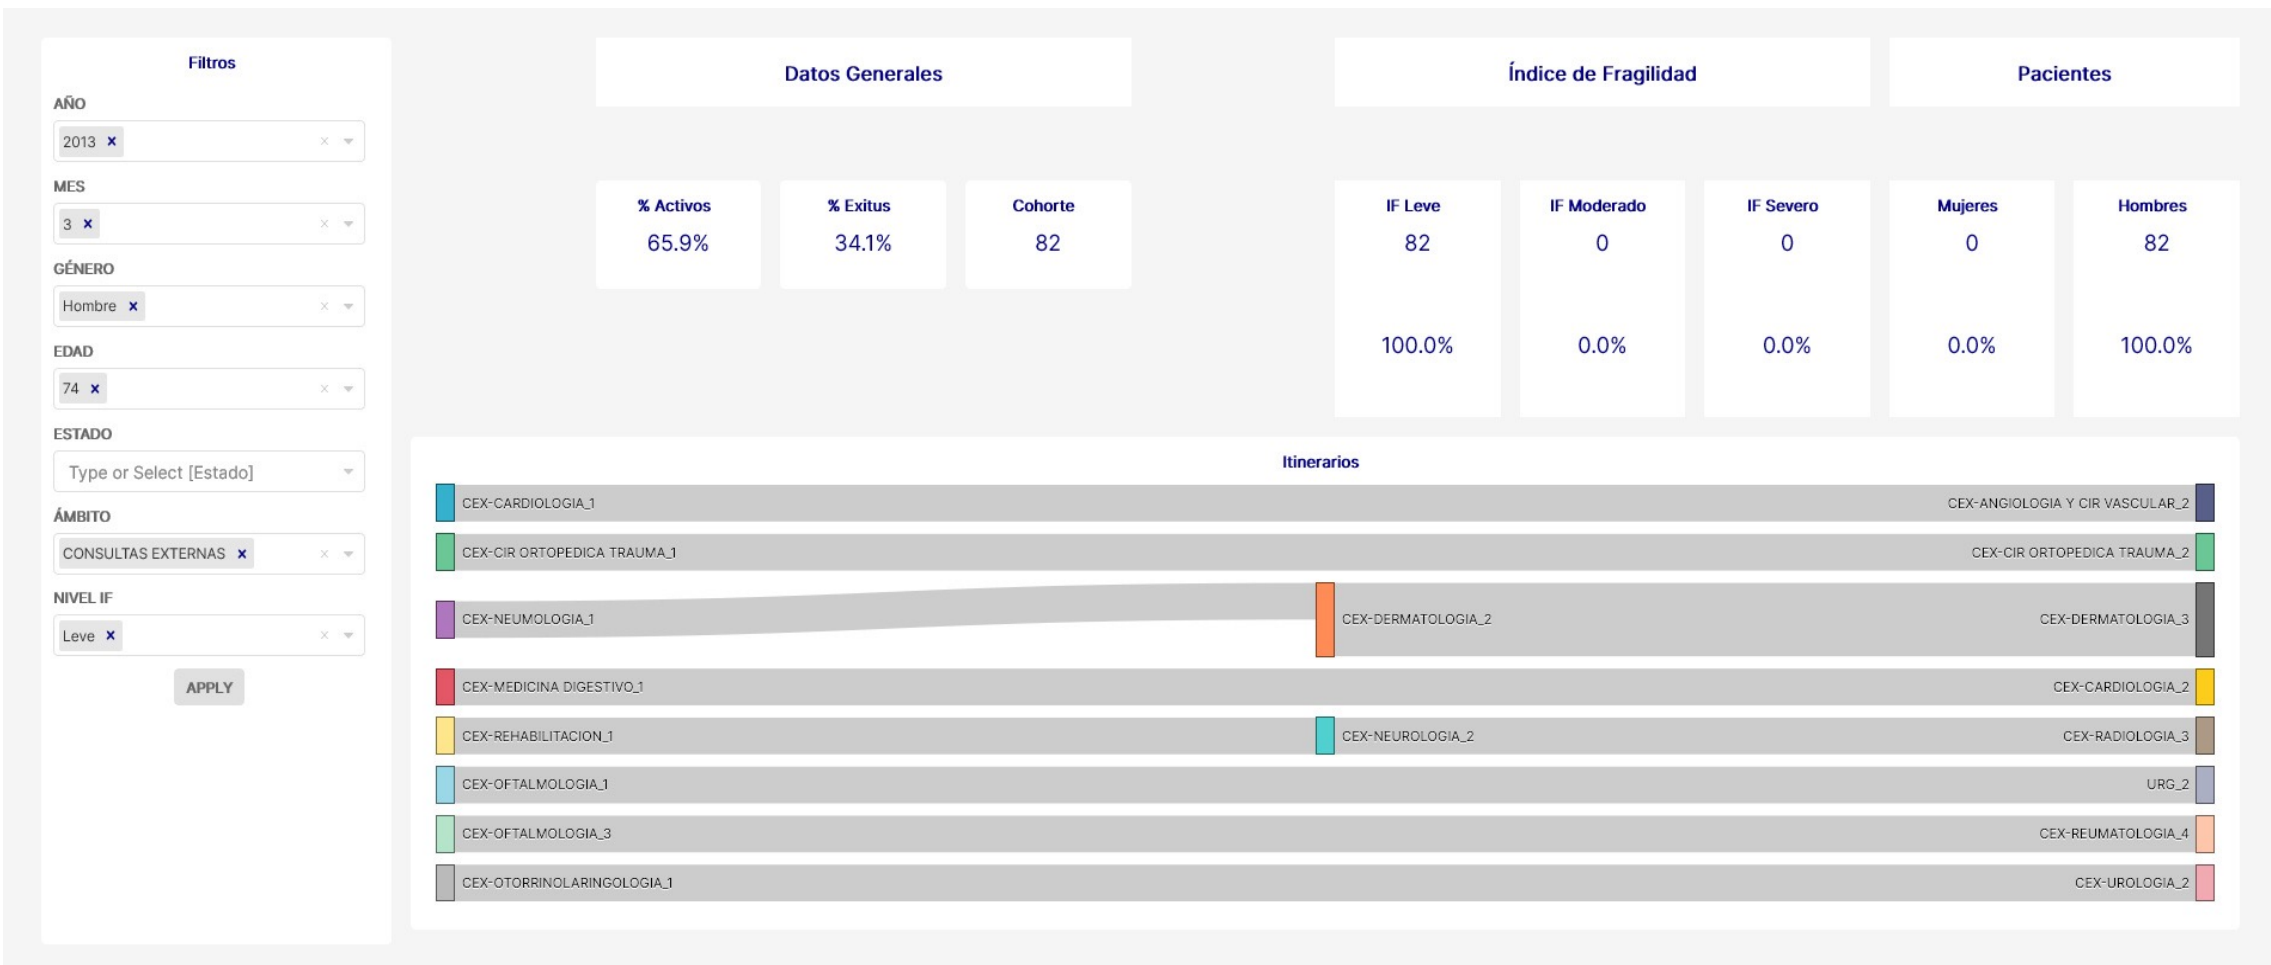 Filtros
AÑO
2013 ×
MES
3 ×
GÉNERO
Hombre ×
EDAD
74 ×
ESTADO
Type or Select [Estado]
ÁMBITO
CONSULTAS EXTERNAS ×
NIVEL IF
Leve ×
APPLY
Datos Generales
% Activos
65.9%
% Exitus
34.1%
Cohorte
82
Índice de Fragilidad
IF Leve
82
100.0%
IF Moderado
0
0.0%
IF Severo
0
0.0%
Pacientes
Mujeres
0
0.0%
Hombres
82
100.0%
Itinerarios
CEX-CARDIOLOGIA_1 CEX-ANGIOLOGIA Y CIR VASCULAR_2
CEX-CIR ORTOPEDICA TRAUMA_1 CEX-CIR ORTOPEDICA TRAUMA_2
CEX-NEUMOLOGIA_1 CEX-DERMATOLOGIA_2 CEX-DERMATOLOGIA_3
CEX-MEDICINA DIGESTIVO_1 CEX-CARDIOLOGIA_2
CEX-REHABILITACION_1 CEX-NEUROLOGIA_2 CEX-RADIOLOGIA_3
CEX-OFTALMOLOGIA_1 URG_2
CEX-OFTALMOLOGIA_3 CEX-REUMATOLOGIA_4
CEX-OTORRINOLARINGOLOGIA_1 CEX-UROLOGIA_2